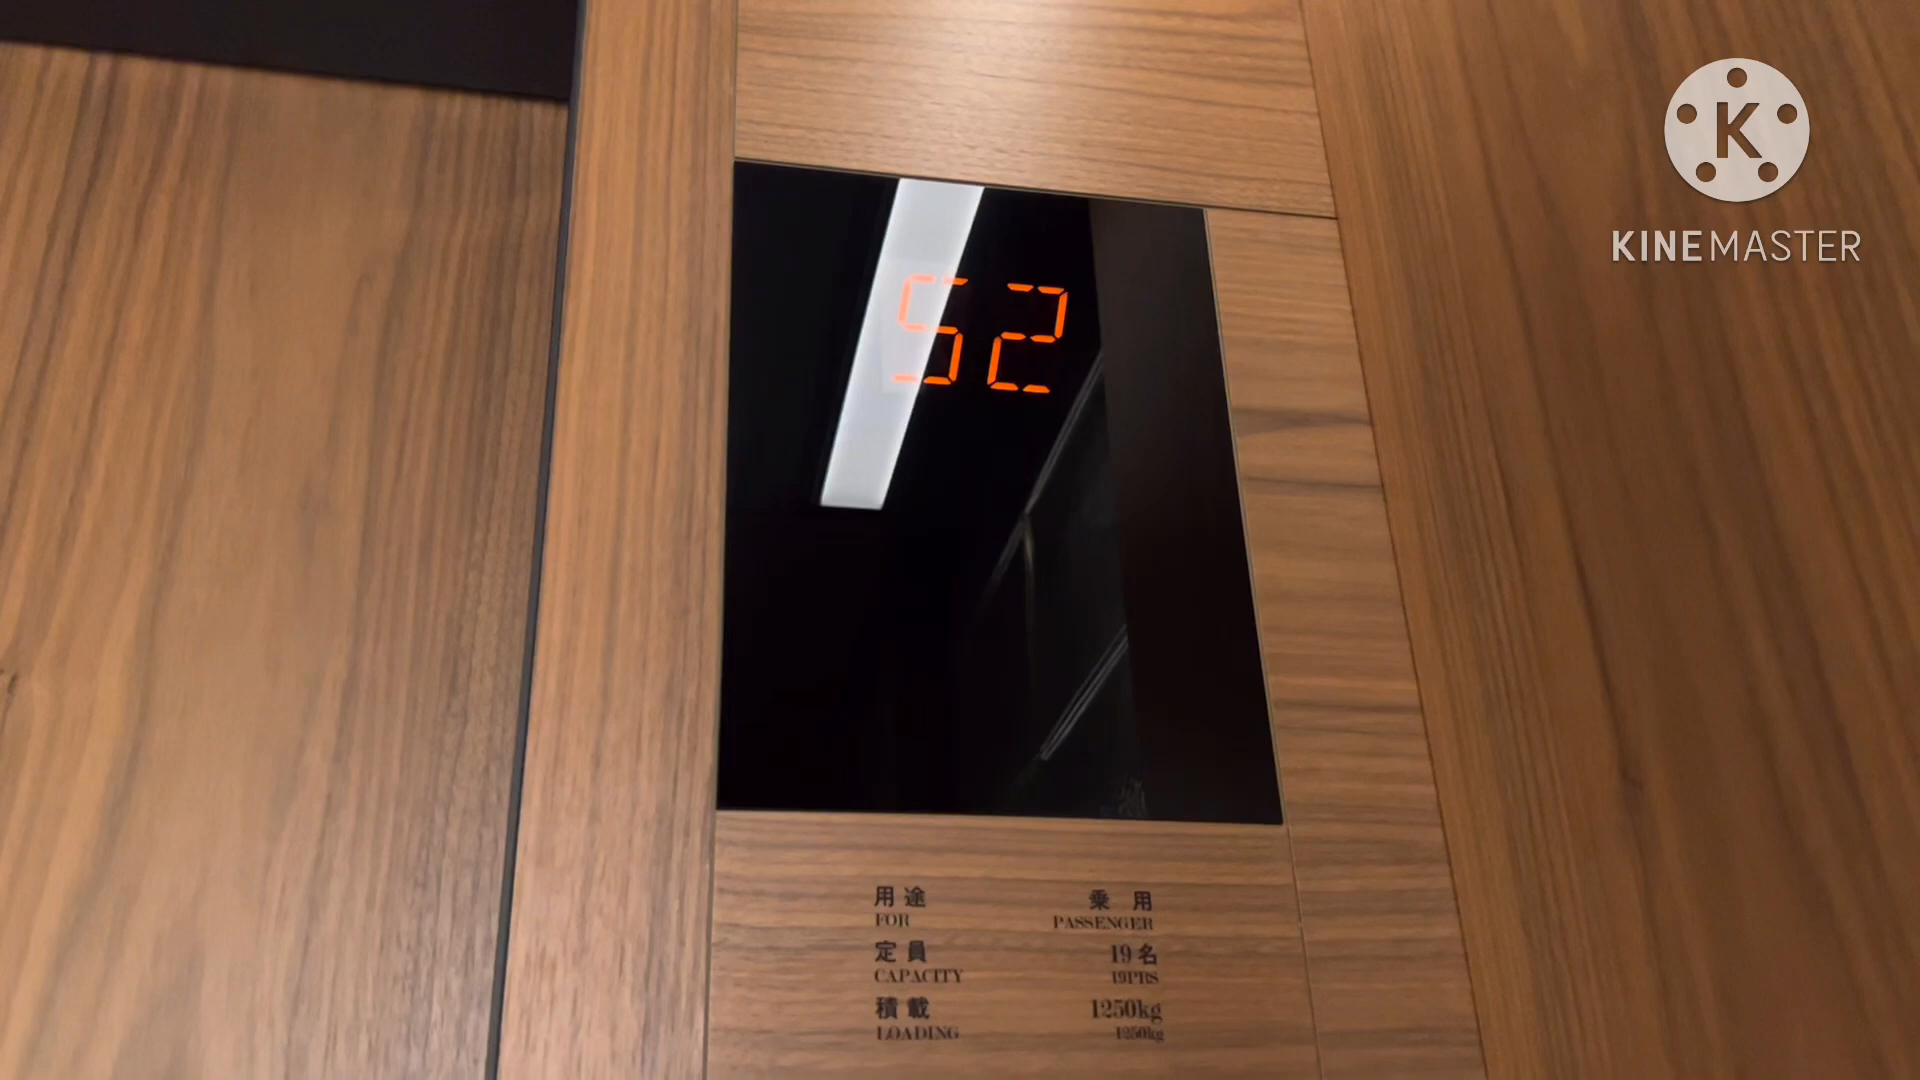 K
KINEMASTER
52
用途 乗用
FOR PASSENGER
定員 19名
CAPACITY 19PRS
積載 1250kg
LOADING 1250kg